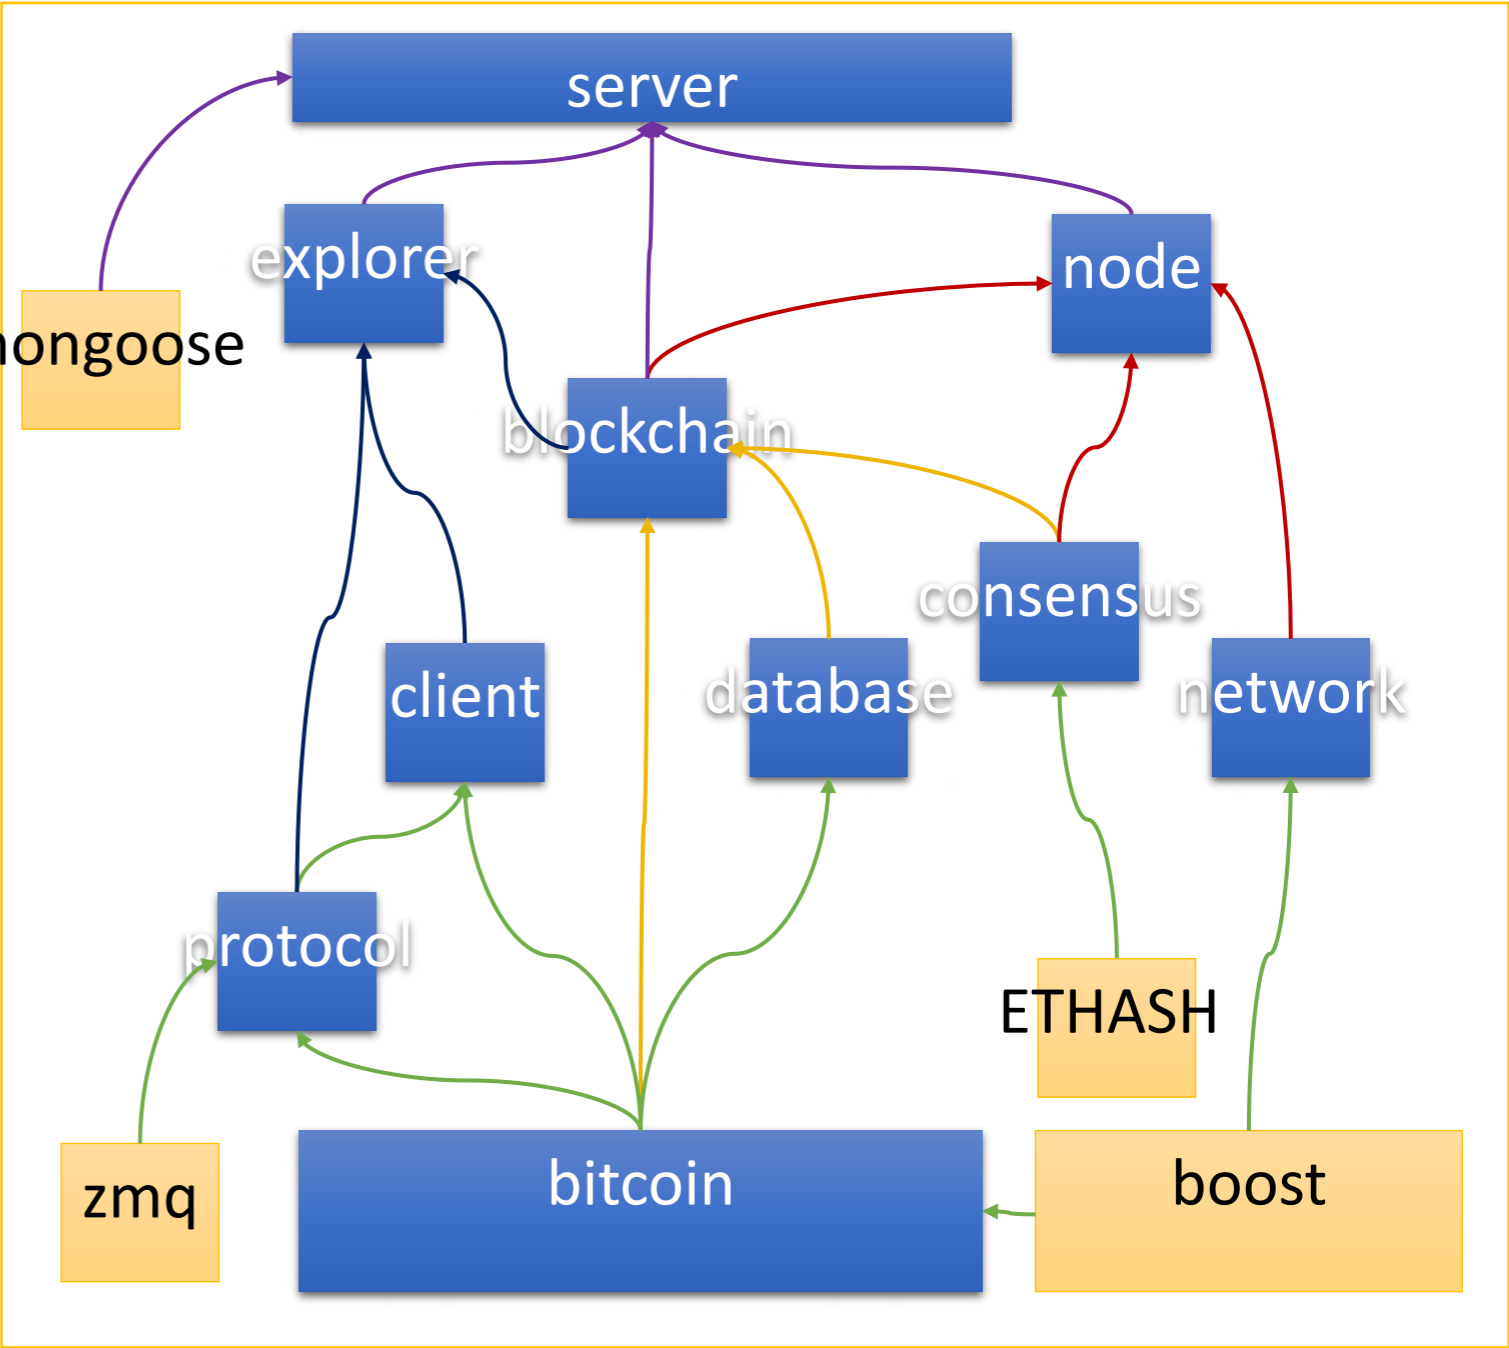 server
explorer
node
ongoose
blockchain
consensus
client
database
network
protocol
ETHASH
zmq
bitcoin
boost